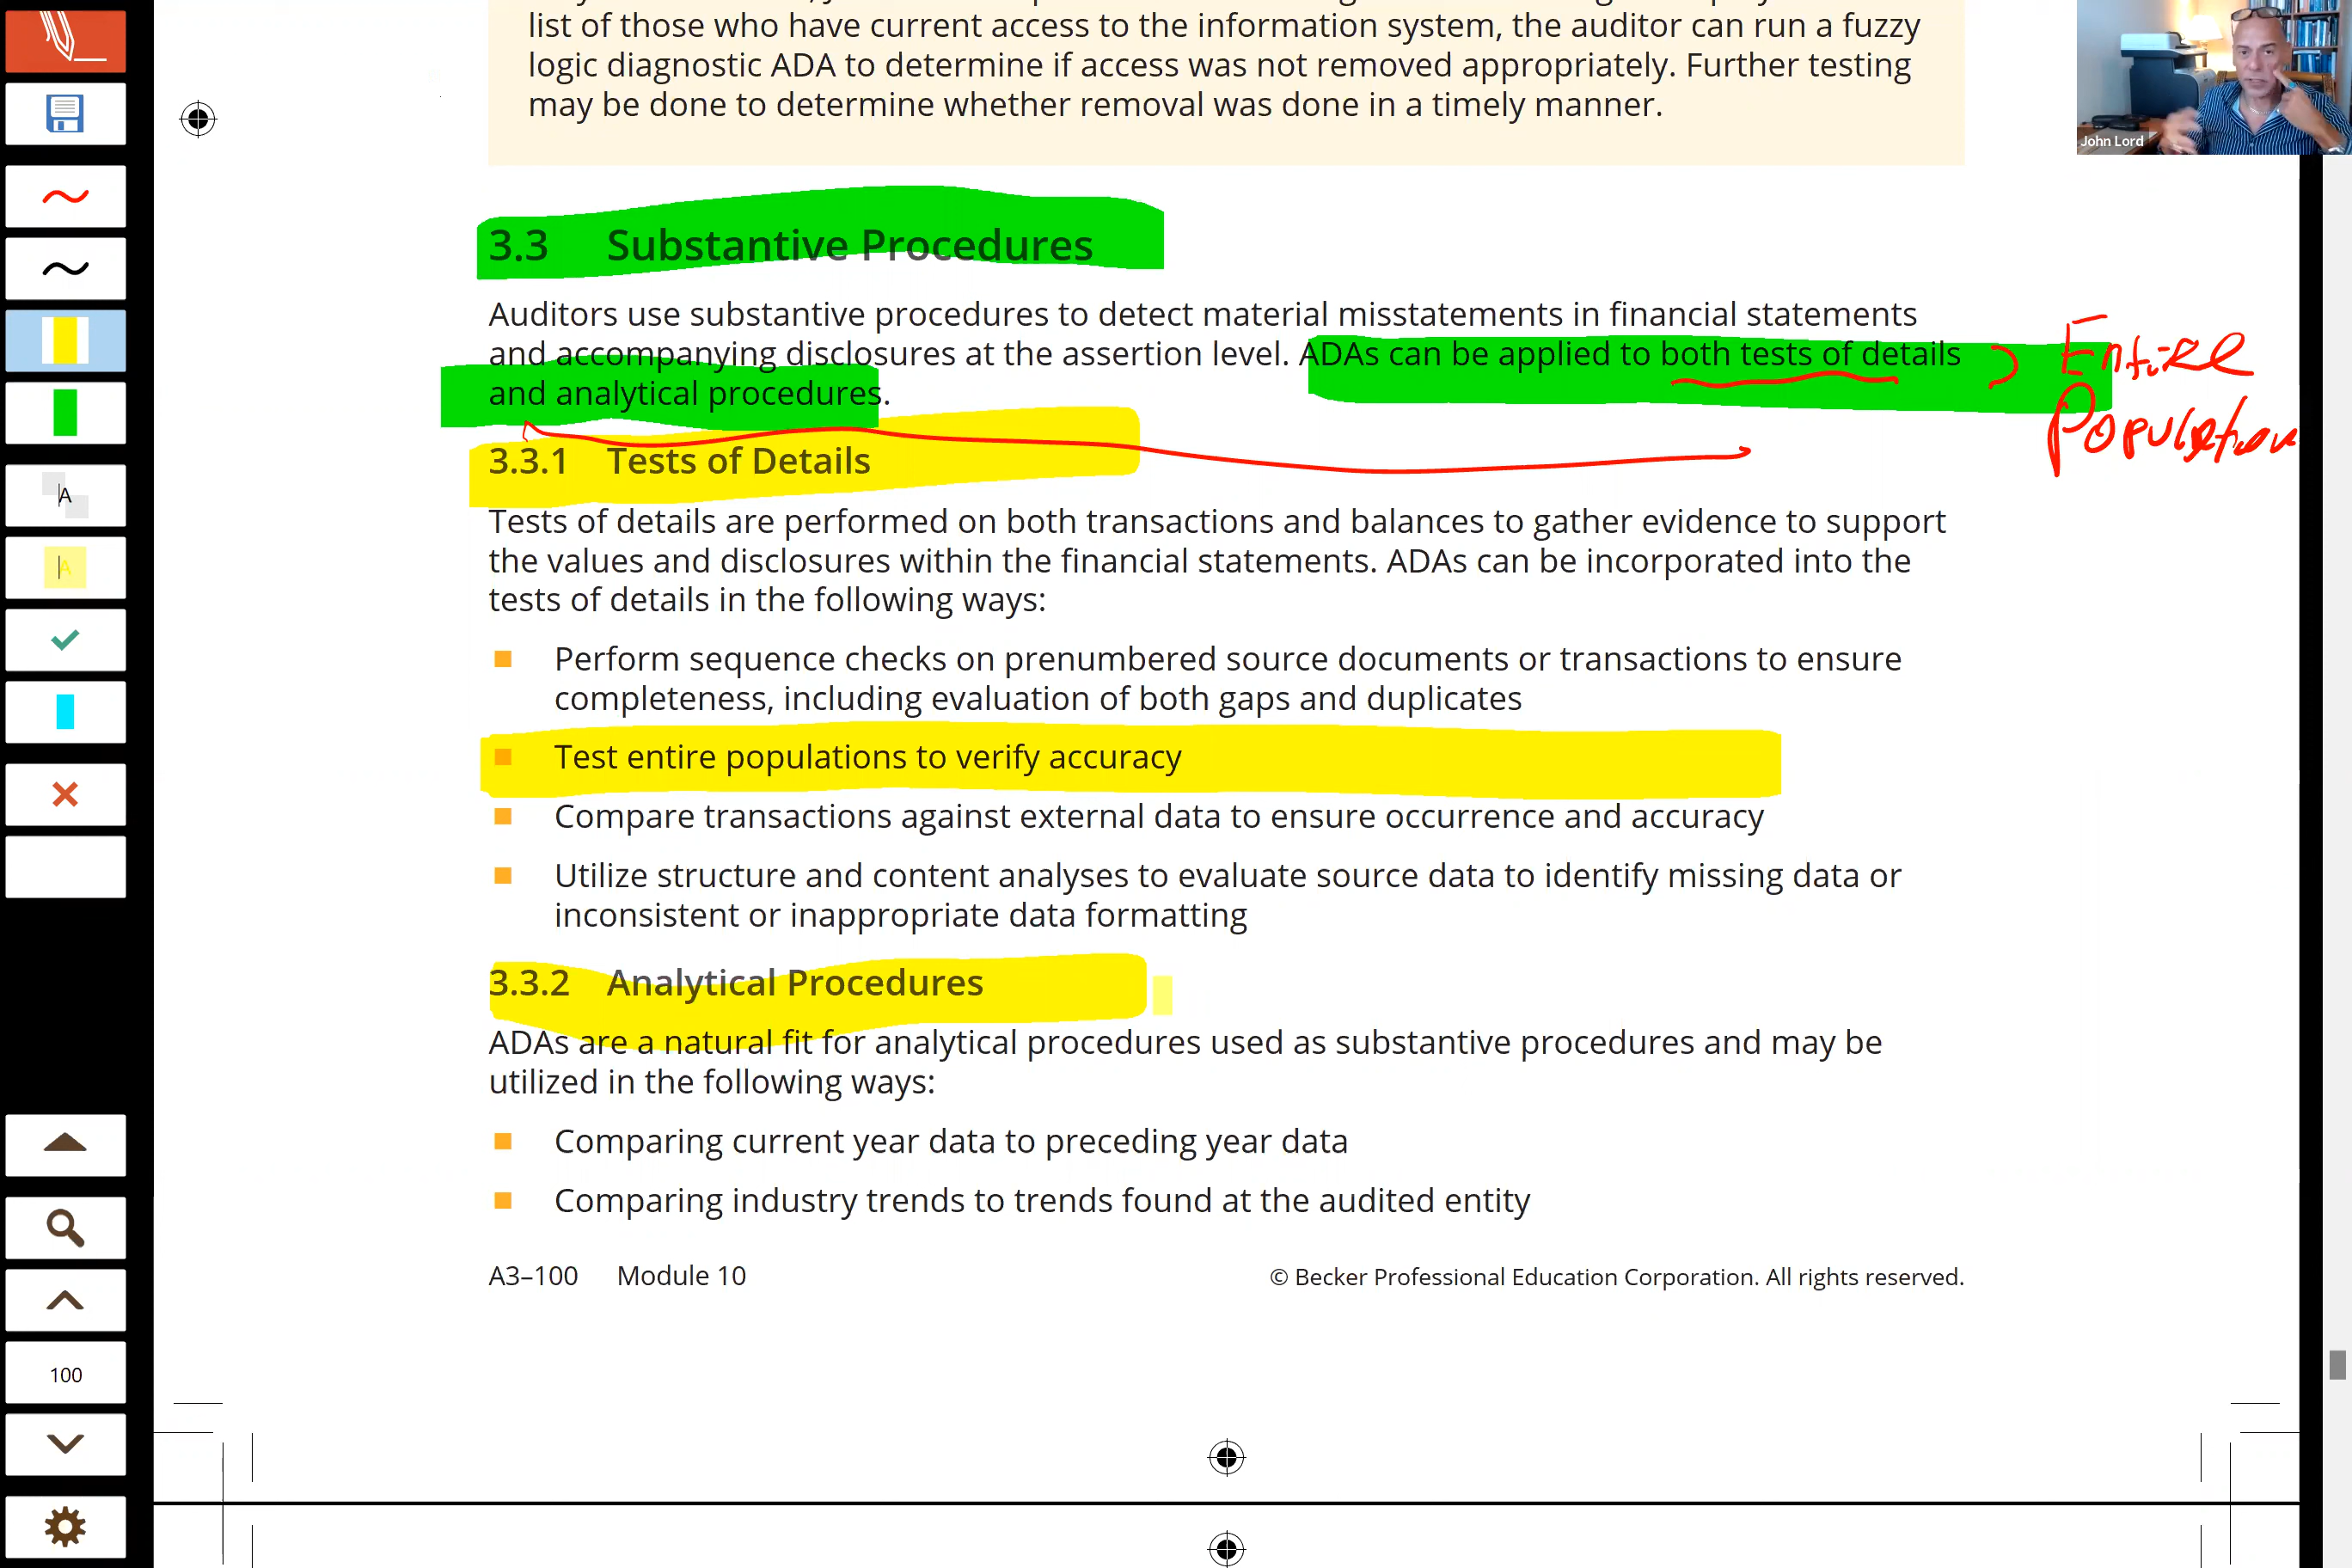 list of those who have current access to the information system, the auditor can run a fuzzy
logic diagnostic ADA to determine if access was not removed appropriately. Further testing
may be done to determine whether removal was done in a timely manner.
John Lord
3.3 Substantive Procedures
Auditors use substantive procedures to detect material misstatements in financial statements
and accompanying disclosures at the assertion level. ADAs can be applied to both tests of details
and analytical procedures.
Entire
Population
3.3.1 Tests of Details
Tests of details are performed on both transactions and balances to gather evidence to support
the values and disclosures within the financial statements. ADAs can be incorporated into the
tests of details in the following ways:
Perform sequence checks on prenumbered source documents or transactions to ensure
completeness, including evaluation of both gaps and duplicates
Test entire populations to verify accuracy
Compare transactions against external data to ensure occurrence and accuracy
Utilize structure and content analyses to evaluate source data to identify missing data or
inconsistent or inappropriate data formatting
3.3.2 Analytical Procedures
ADAs are a natural fit for analytical procedures used as substantive procedures and may be
utilized in the following ways:
Comparing current year data to preceding year data
Comparing industry trends to trends found at the audited entity
A3–100 Module 10
© Becker Professional Education Corporation. All rights reserved.
A
A
100